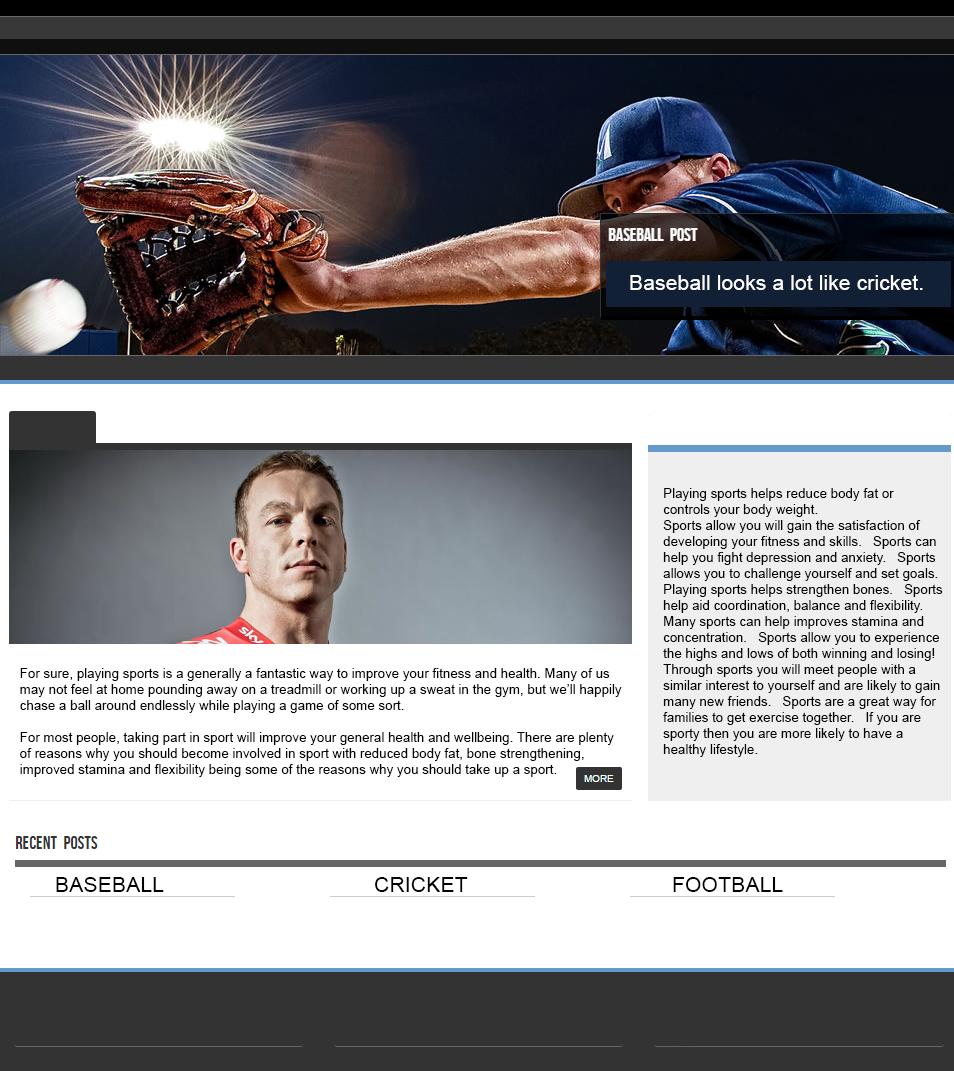 BASEBALL POST
Baseball looks a lot like cricket.
sky
For sure, playing sports is a generally a fantastic way to improve your fitness and health. Many of us
may not feel at home pounding away on a treadmill or working up a sweat in the gym, but we'll happily
chase a ball around endlessly while playing a game of some sort.
For most people, taking part in sport will improve your general health and wellbeing. There are plenty
of reasons why you should become involved in sport with reduced body fat, bone strengthening,
improved stamina and flexibility being some of the reasons why you should take up a sport.
MORE
Playing sports helps reduce body fat or
controls your body weight.
Sports allow you will gain the satisfaction of
developing your fitness and skills. Sports can
help you fight depression and anxiety. Sports
allows you to challenge yourself and set goals.
Playing sports helps strengthen bones. Sports
help aid coordination, balance and flexibility.
Many sports can help improves stamina and
concentration. Sports allow you to experience
the highs and lows of both winning and losing!
Through sports you will meet people with a
similar interest to yourself and are likely to gain
many new friends. Sports are a great way for
families to get exercise together. If you are
sporty then you are more likely to have a
healthy lifestyle.
RECENT POSTS
BASEBALL
CRICKET
FOOTBALL